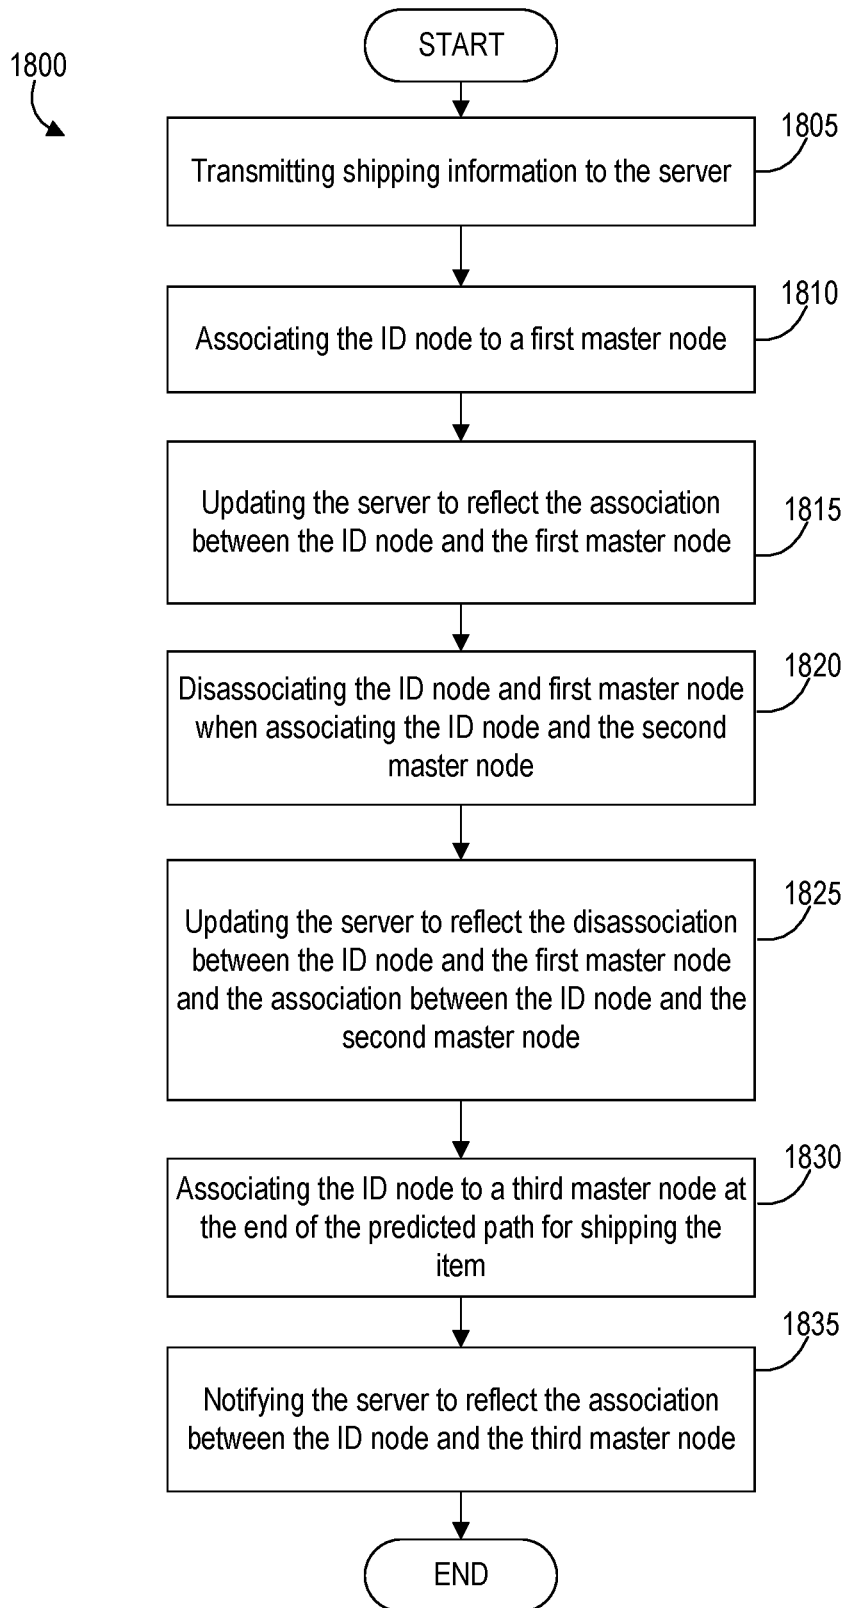 START
1800
1805
Transmitting shipping information to the server
1810
Associating the ID node to a first master node
1815
Updating the server to reflect the association
between the ID node and the first master node
1820
Disassociating the ID node and first master node
when associating the ID node and the second
master node
1825
Updating the server to reflect the disassociation
between the ID node and the first master node
and the association between the ID node and the
second master node
1830
Associating the ID node to a third master node at
the end of the predicted path for shipping the
item
1835
Notifying the server to reflect the association
between the ID node and the third master node
END